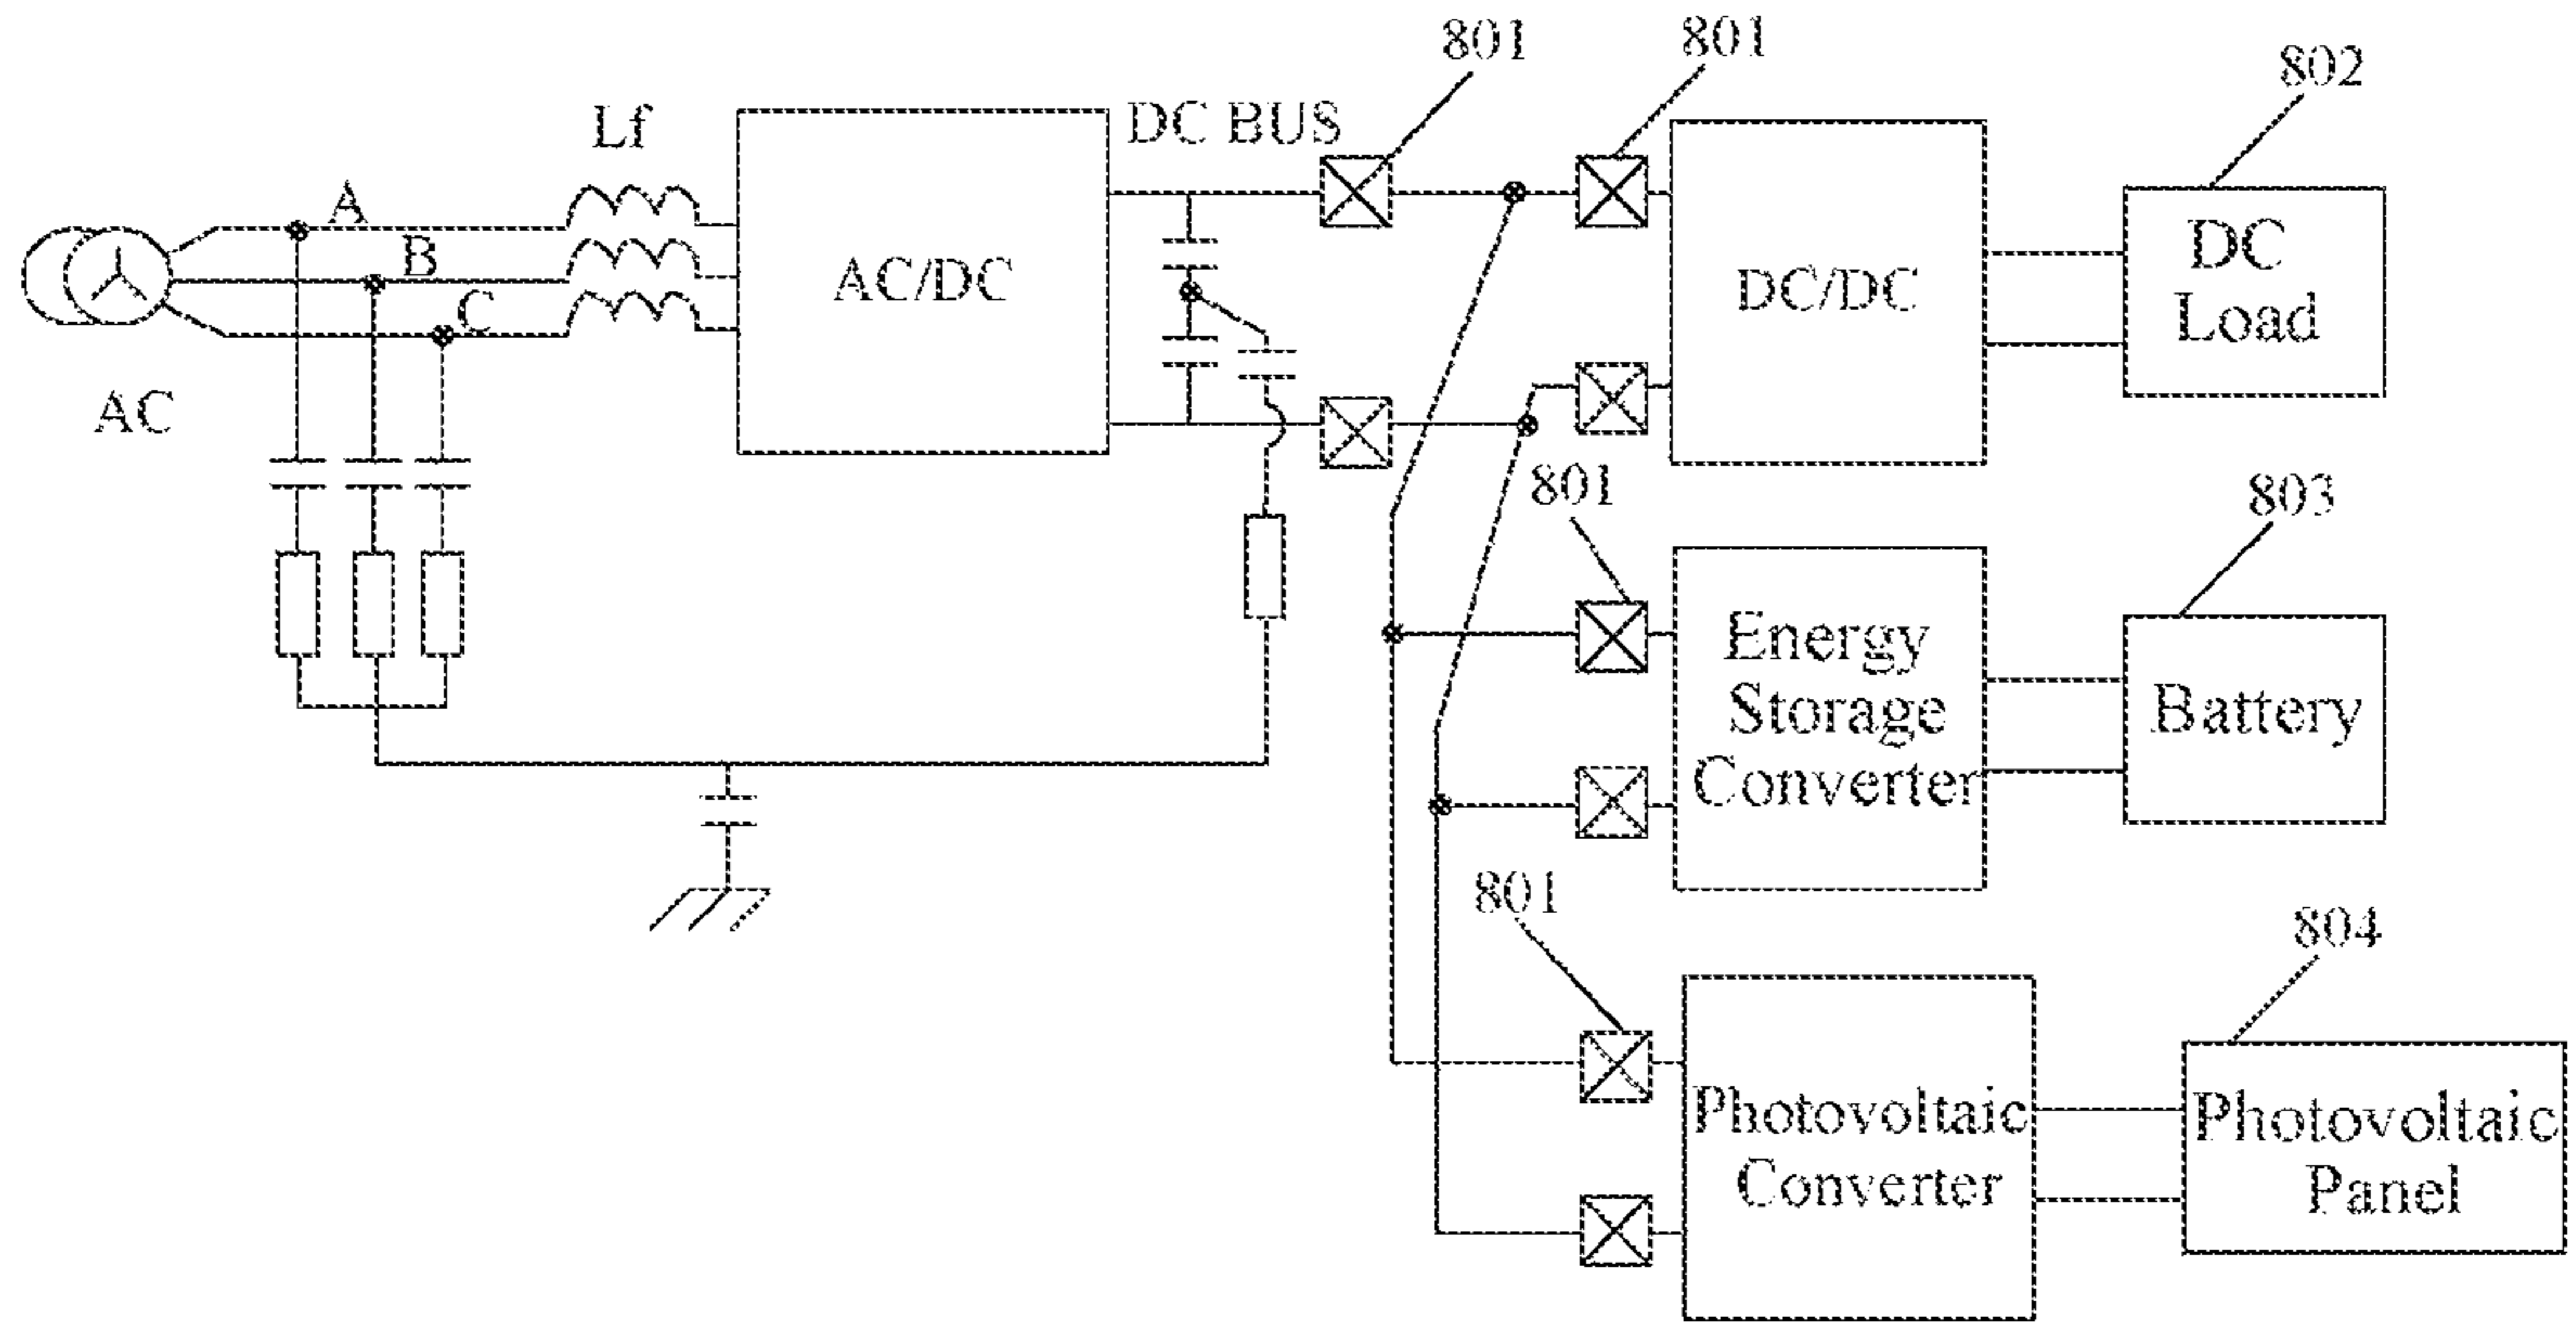 801
801
802
Lf
DC BUS
A
B
C
AC
AC/DC
DC/DC
DC
Load
801
803
Energy
Storage
Converter
Battery
801
804
Photovoltaic
Converter
Photovoltaic
Panel